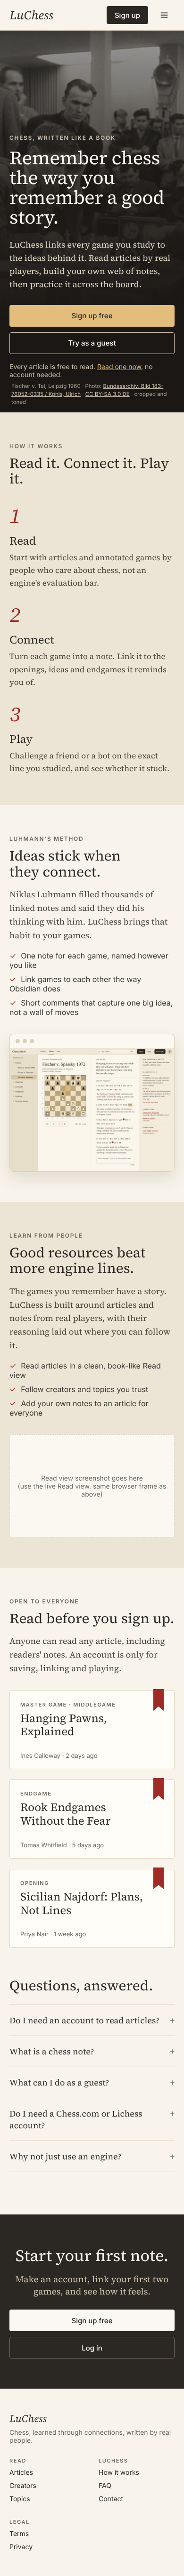 LuChess
Sign up
CHESS, WRITTEN LIKE A BOOK
Remember chess
the way you
remember a good
story.
LuChess links every game you study to
the ideas behind it. Read articles by real
players, build your own web of notes,
then practice it across the board.
Sign up free
Try as a guest
Every article is free to read. Read one now, no
account needed.
Fischer v. Tal, Leipzig 1960 · Photo: Bundesarchiv, Bild 183-
76052-0335 / Kohls, Ulrich · CC BY-SA 3.0 DE · cropped and
toned
HOW IT WORKS
Read it. Connect it. Play
it.
1
Read
Start with articles and annotated games by
people who care about chess, not an
engine's evaluation bar.
2
Connect
Turn each game into a note. Link it to the
openings, ideas and endgames it reminds
you of.
3
Play
Challenge a friend or a bot on the exact
line you studied, and see whether it stuck.
LUHMANN'S METHOD
Ideas stick when
they connect.
Niklas Luhmann filled thousands of
linked notes and said they did his
thinking with him. LuChess brings that
habit to your games.
✓ One note for each game, named however
you like
✓ Link games to each other the way
Obsidian does
✓ Short comments that capture one big idea,
not a wall of moves
Fischer v. Spassky 1972
LEARN FROM PEOPLE
Good resources beat
more engine lines.
The games you remember have a story.
LuChess is built around articles and
notes from real players, with their
reasoning laid out where you can follow
it.
✓ Read articles in a clean, book-like Read
view
✓ Follow creators and topics you trust
✓ Add your own notes to an article for
everyone
Read view screenshot goes here
(use the live Read view, same browser frame as
above)
OPEN TO EVERYONE
Read before you sign up.
Anyone can read any article, including
readers' notes. An account is only for
saving, linking and playing.
MASTER GAME · MIDDLEGAME
Hanging Pawns,
Explained
Ines Calloway · 2 days ago
ENDGAME
Rook Endgames
Without the Fear
Tomas Whitfield · 5 days ago
OPENING
Sicilian Najdorf: Plans,
Not Lines
Priya Nair · 1 week ago
Questions, answered.
Do I need an account to read articles? +
What is a chess note? +
What can I do as a guest? +
Do I need a Chess.com or Lichess +
account?
Why not just use an engine? +
Start your first note.
Make an account, link your first two
games, and see how it feels.
Sign up free
Log in
LuChess
Chess, learned through connections, written by real
people.
READ
Articles
Creators
Topics
LUCHESS
How it works
FAQ
Contact
LEGAL
Terms
Privacy